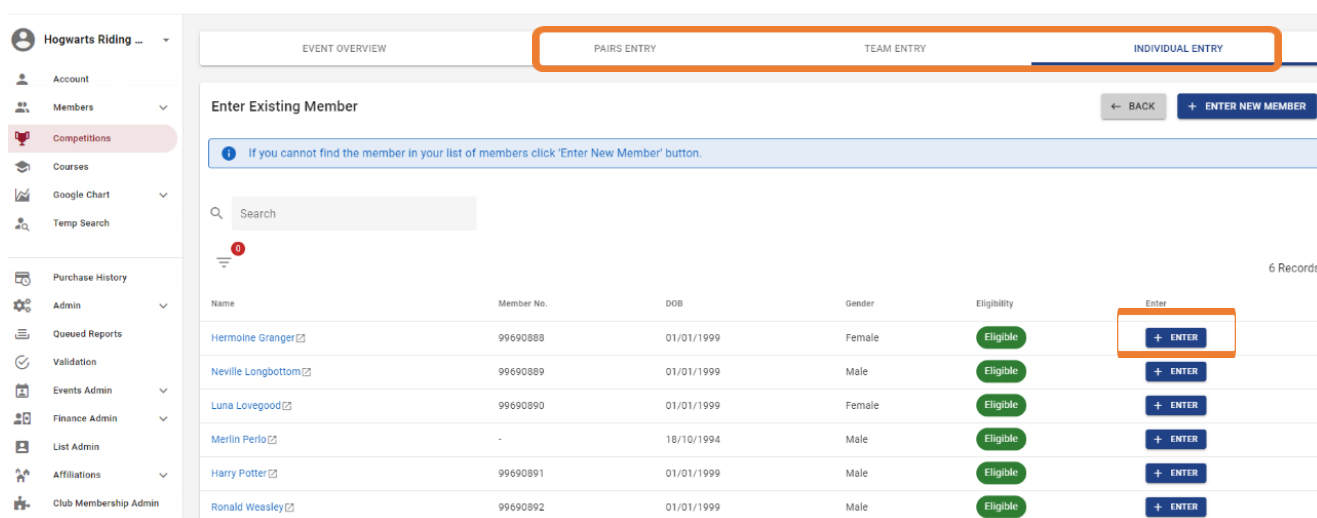 Hogwarts Riding ...
Account
Members
Competitions
Courses
Google Chart
Temp Search
Purchase History
Admin
Queued Reports
Validation
Events Admin
Finance Admin
List Admin
Affiliations
Club Membership Admin
EVENT OVERVIEW PAIRS ENTRY TEAM ENTRY INDIVIDUAL ENTRY
Enter Existing Member
← BACK + ENTER NEW MEMBER
If you cannot find the member in your list of members click 'Enter New Member' button.
Search
0
6 Records
Name Member No. DOB Gender Eligibility Enter
Hermoine Granger 99690888 01/01/1999 Female Eligible + ENTER
Neville Longbottom 99690889 01/01/1999 Male Eligible + ENTER
Luna Lovegood 99690890 01/01/1999 Female Eligible + ENTER
Merlin Perlo - 18/10/1994 Male Eligible + ENTER
Harry Potter 99690891 01/01/1999 Male Eligible + ENTER
Ronald Weasley 99690892 01/01/1999 Male Eligible + ENTER